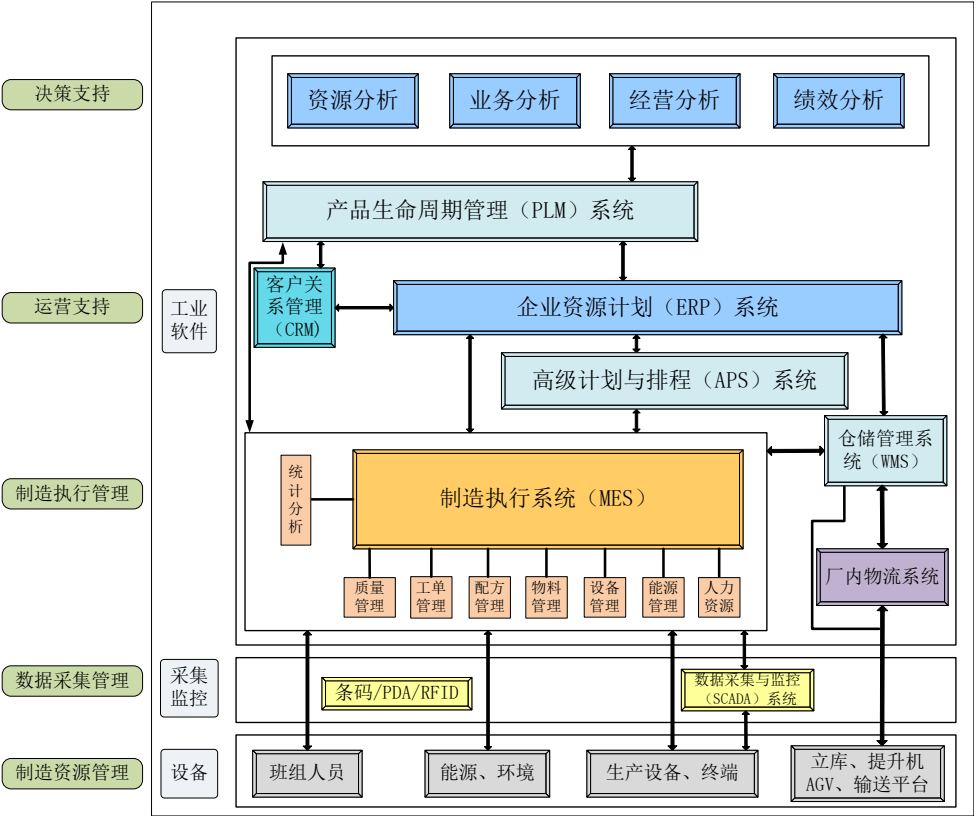 决策支持
资源分析
业务分析
经营分析
绩效分析
产品生命周期管理（PLM）系统
运营支持
工业
软件
客户关
系管理
（CRM)
企业资源计划（ERP）系统
高级计划与排程（APS）系统
仓储管理系
统（WMS）
制造执行管理
统
计
分
析
制造执行系统（MES）
质量
管理
工单
管理
配方
管理
物料
管理
设备
管理
能源
管理
人力
资源
厂内物流系统
数据采集管理
采集
监控
条码/PDA/RFID
数据采集与监控
（SCADA）系统
制造资源管理
设备
班组人员
能源、环境
生产设备、终端
立库、提升机
AGV、输送平台